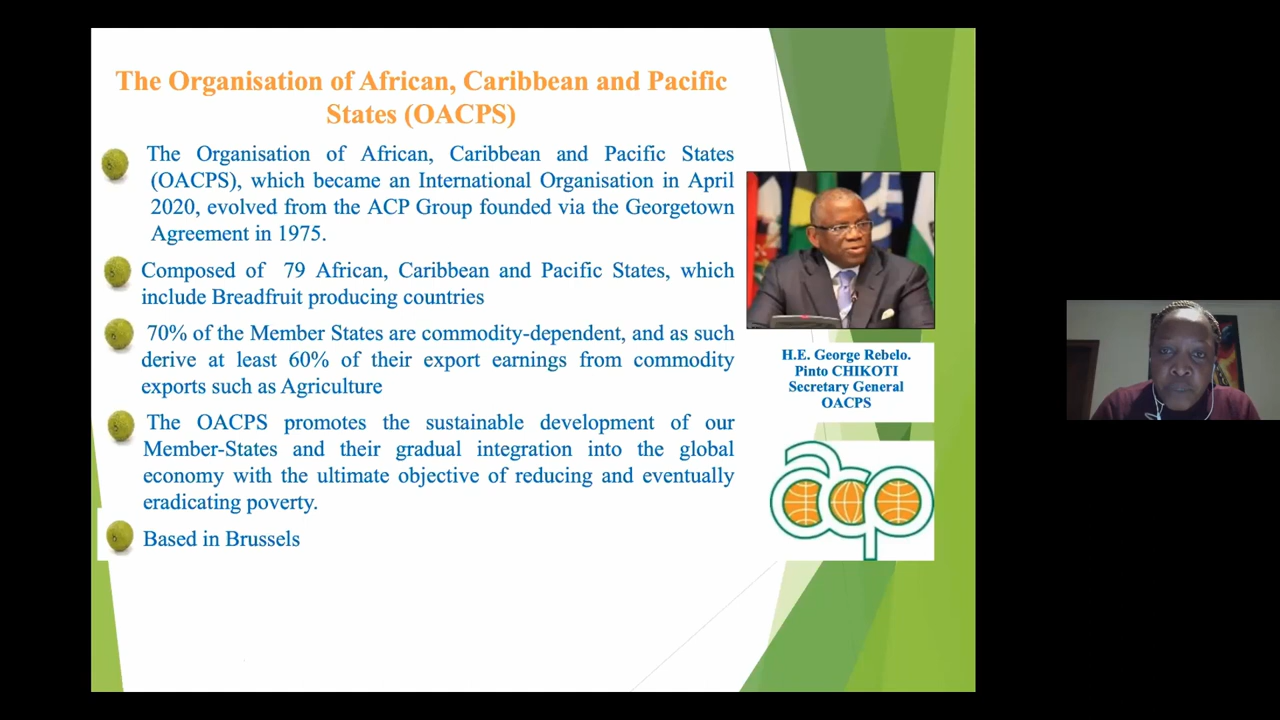 The Organisation of African, Caribbean and Pacific
States (OACPS)
The Organisation of African, Caribbean and Pacific States
(OACPS), which became an International Organisation in April
2020, evolved from the ACP Group founded via the Georgetown
Agreement in 1975.
Composed of 79 African, Caribbean and Pacific States, which
include Breadfruit producing countries
70% of the Member States are commodity-dependent, and as such
derive at least 60% of their export earnings from commodity
exports such as Agriculture
The OACPS promotes the sustainable development of our
Member-States and their gradual integration into the global
economy with the ultimate objective of reducing and eventually
eradicating poverty.
Based in Brussels
H.E. George Rebelo.
Pinto CHIKOTI
Secretary General
OACPS
acp